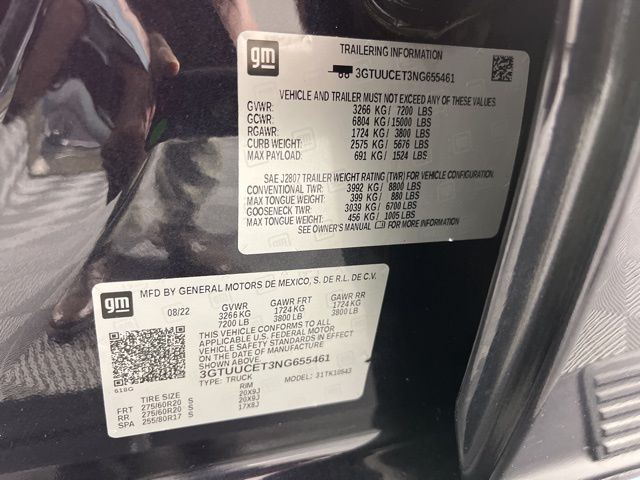 gm
TRAILERING INFORMATION
3GTUUCET3NG655461
VEHICLE AND TRAILER MUST NOT EXCEED ANY OF THESE VALUES.
GVWR: 3266 KG/ 7200 LBS
GCWR: 6804 KG/ 15000 LBS
RGAWR: 1724 KG/ 3800 LBS
CURB WEIGHT: 2575 KG/ 5676 LBS
MAX PAYLOAD: 691 KG/ 1524 LBS
SAE J2807 TRAILER WEIGHT RATING (TWR) FOR VEHICLE CONFIGURATION.
CONVENTIONAL TWR: 3992 KG/ 8800 LBS
MAX TONGUE WEIGHT: 399 KG/ 880 LBS
GOOSENECK TWR: 3039 KG/ 6700 LBS
MAX TONGUE WEIGHT: 456 KG/ 1005 LBS
SEE OWNER'S MANUAL FOR MORE INFORMATION
gm
MFD BY GENERAL MOTORS DE MEXICO, S. DE R.L. DE C.V.
08/22 GVWR GAWR FRT GAWR RR
3266KG 1724KG 1724 KG
7200 LB 3800LB 3800 LB
THIS VEHICLE CONFORMS TO ALL
APPLICABLE U.S. FEDERAL MOTOR
VEHICLE SAFETY STANDARDS IN EFFECT
ON THE DATE OF MANUFACTURE
SHOWN ABOVE.
3GTUUCET3NG655461
618G
TYPE: TRUCK MODEL: 31TK10543
TIRE SIZE RIM
FRT 275/60R20 S 20X9J
RR 275/60R20 S 20X9J
SPA 255/80R17 S 17X8J